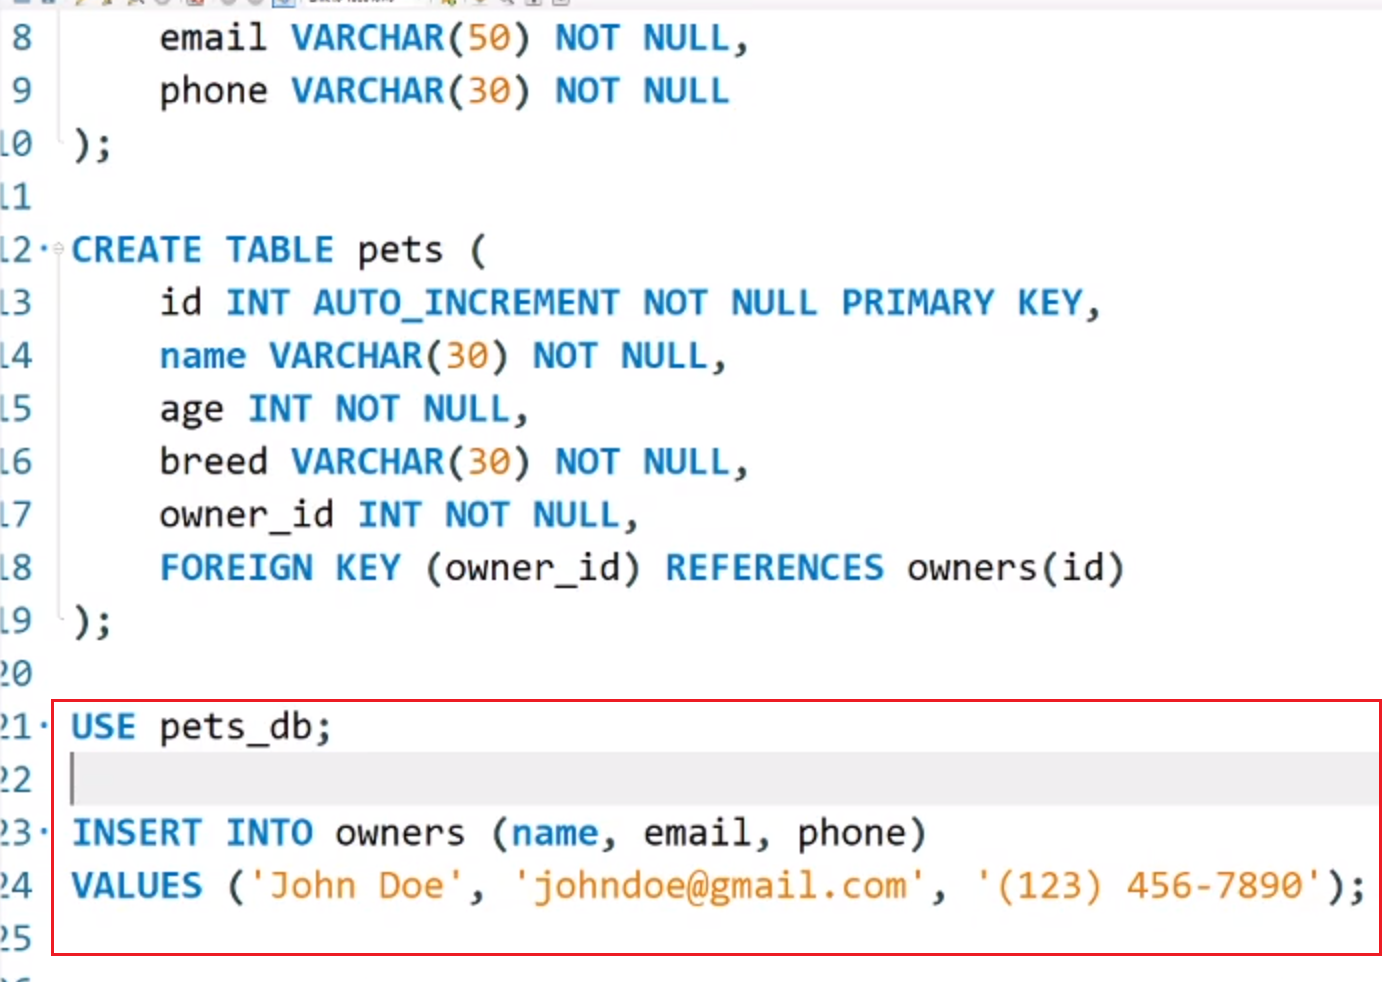 8 email VARCHAR(50) NOT NULL,
9 phone VARCHAR(30) NOT NULL
10 );
11
12 CREATE TABLE pets (
13 id INT AUTO_INCREMENT NOT NULL PRIMARY KEY,
14 name VARCHAR(30) NOT NULL,
15 age INT NOT NULL,
16 breed VARCHAR(30) NOT NULL,
17 owner_id INT NOT NULL,
18 FOREIGN KEY (owner_id) REFERENCES owners(id)
19 );
20
21 USE pets_db;
22
23 INSERT INTO owners (name, email, phone)
24 VALUES ('John Doe', 'johndoe@gmail.com', '(123) 456-7890');
25